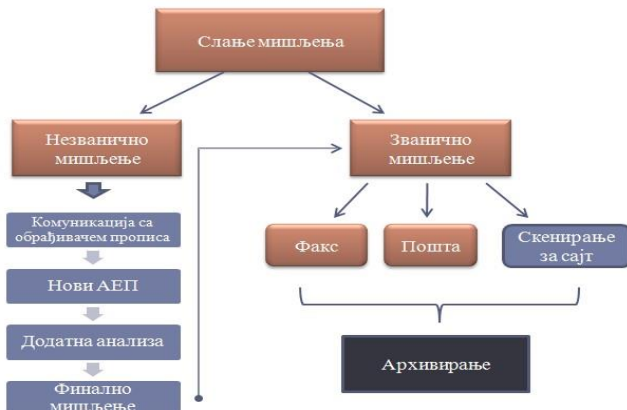 Слање мишљења
Незванично
мишљење
Званично
мишљење
Комуникација са
обрађивачем прописа
Нови АЕП
Додатна анализа
Финално
мишљење
Факс
Пошта
Скенирање
за сајт
Архивирање